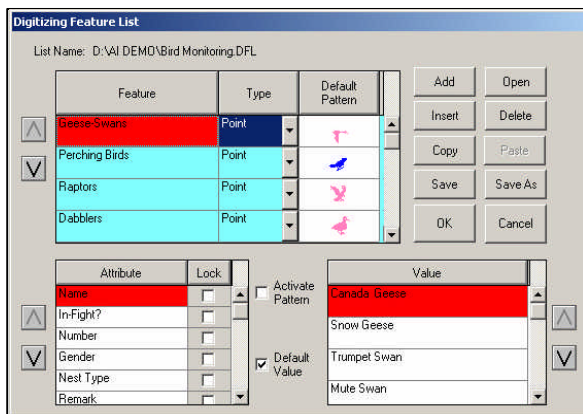 Digitizing Feature List
List Name: D:\AI DEMO\Bird Monitoring.DFL
Feature Type Default Pattern
Geese-Swans Point
Perching Birds Point
Raptors Point
Dabblers Point
Add Open
Insert Delete
Copy Paste
Save Save As
OK Cancel
Attribute Lock
Name
In-Fight?
Number
Gender
Nest Type
Remark
Activate Pattern
Default Value
Value
Canada Geese
Snow Geese
Trumpet Swan
Mute Swan